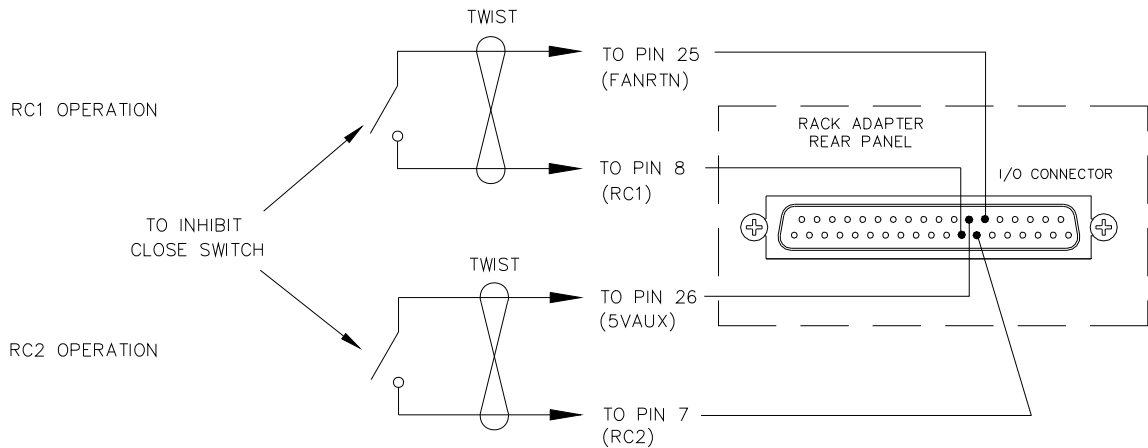 TWIST
TO PIN 25
(FANRTN)
RC1 OPERATION
RACK ADAPTER
REAR PANEL
TO PIN 8
(RC1)
I/O CONNECTOR
TO INHIBIT
CLOSE SWITCH
TWIST
TO PIN 26
(5VAUX)
RC2 OPERATION
TO PIN 7
(RC2)